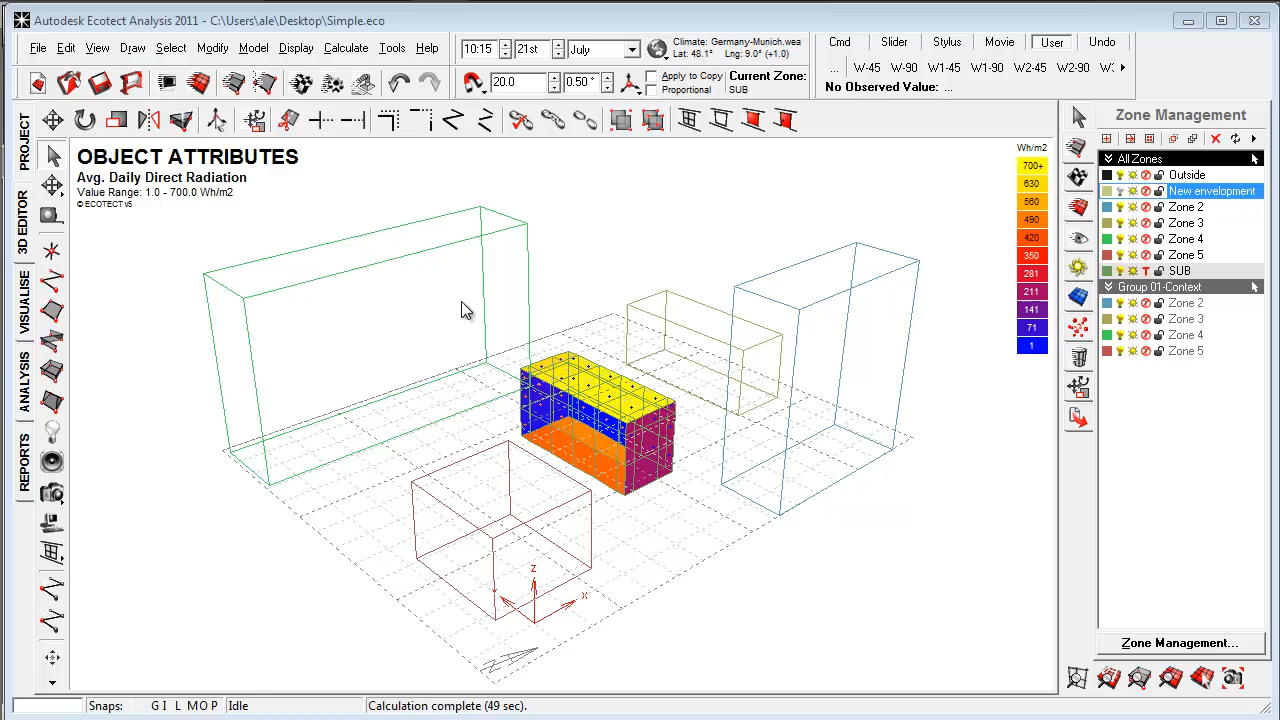 Autodesk Ecotect Analysis 2011 - C:\Users\ale\Desktop\Simple.eco
File Edit View Draw Select Modify Model Display Calculate Tools Help
10:15 21st July
Climate: Germany-Munich.wea
Lat: 48.1° Lng: 9.0° (+1.0)
Cmd Slider Stylus Movie User Undo
W-45 W-90 W1-45 W1-90 W2-45 W2-90 W:
20.0 0.50 °
Apply to Copy
Proportional
Current Zone:
SUB
No Observed Value: ...
PROJECT
3D EDITOR
VISUALISE
ANALYSIS
REPORTS
OBJECT ATTRIBUTES
Avg. Daily Direct Radiation
Value Range: 1.0 - 700.0 Wh/m2
© ECOTECT V5
Wh/m2
700+
630
560
490
420
350
281
211
141
71
1
Z
X
N
Zone Management
All Zones
Outside
New envelopment
Zone 2
Zone 3
Zone 4
Zone 5
T SUB
Group 01-Context
Zone 2
Zone 3
Zone 4
Zone 5
Zone Management...
Snaps: G I L M O P Idle Calculation complete (49 sec).